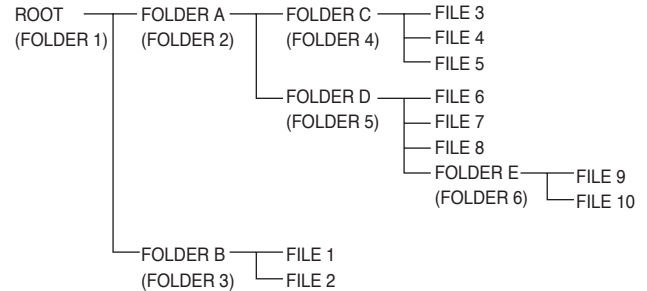 ROOT FOLDER A FOLDER C FILE 3
(FOLDER 1) (FOLDER 2) (FOLDER 4) FILE 4
FILE 5
FOLDER D FILE 6
(FOLDER 5) FILE 7
FILE 8
FOLDER E FILE 9
(FOLDER 6) FILE 10
FOLDER B FILE 1
(FOLDER 3) FILE 2